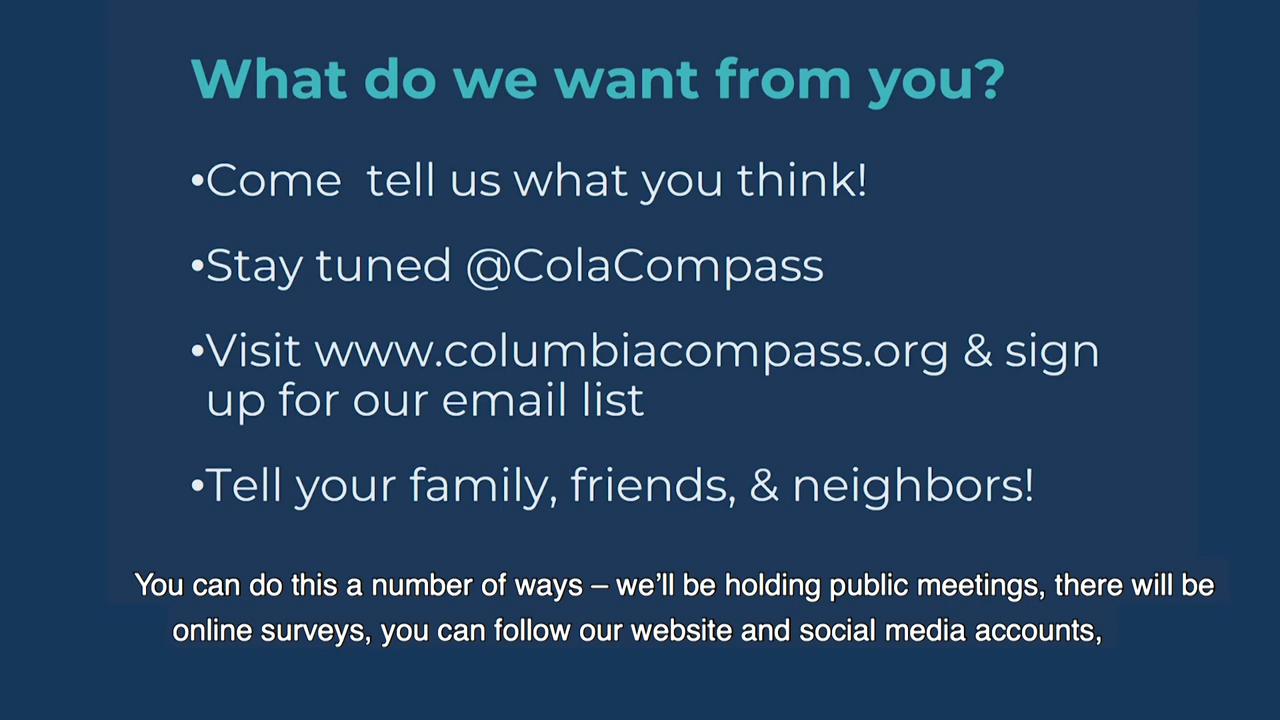 What do we want from you?
•Come  tell us what you think!
•Stay tuned @ColaCompass
•Visit www.columbiacompass.org & sign
up for our email list
•Tell your family, friends, & neighbors!
You can do this a number of ways – we’ll be holding public meetings, there will be
online surveys, you can follow our website and social media accounts,